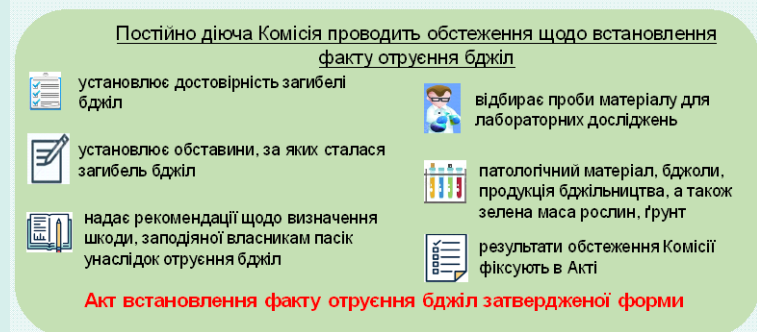 Постійно діюча Комісія проводить обстеження щодо встановлення
факту отруєння бджіл
установлює достовірність загибелі
бджіл
установлює обставини, за яких сталася
загибель бджіл
надає рекомендації щодо визначення
шкоди, заподіяної власникам пасік
унаслідок отруєння бджіл
відбирає проби матеріалу для
лабораторних досліджень
патологічний матеріал, бджоли,
продукція бджільництва, а також
зелена маса рослин, ґрунт
результати обстеження Комісії
фіксують в Акті
Акт встановлення факту отруєння бджіл затвердженої форми